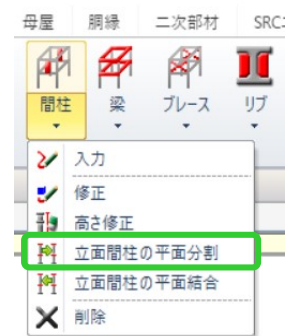 母屋 胴縁 二次部材 SRC
間柱 梁 ブレース リブ
入力
修正
高さ修正
立面間柱の平面分割
立面間柱の平面結合
削除